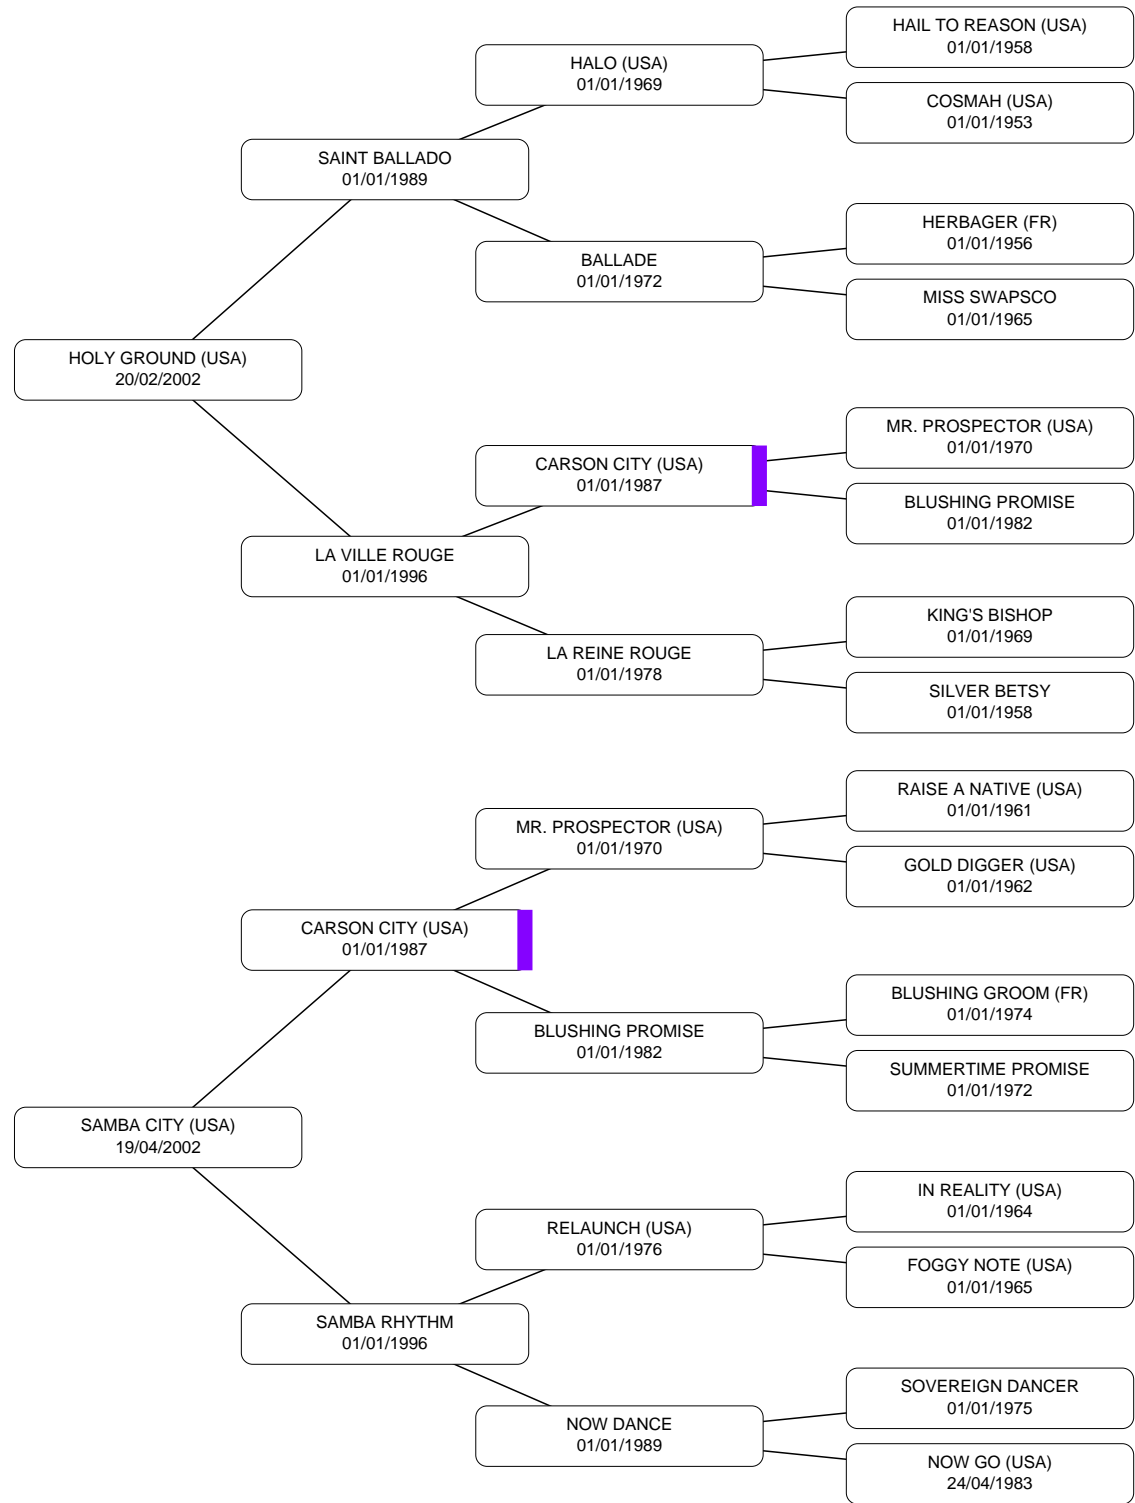 HAIL TO REASON (USA)
01/01/1958
HALO (USA)
01/01/1969
COSMAH (USA)
01/01/1953
SAINT BALLADO
01/01/1989
HERBAGER (FR)
01/01/1956
BALLADE
01/01/1972
MISS SWAPSCO
01/01/1965
HOLY GROUND (USA)
20/02/2002
MR. PROSPECTOR (USA)
01/01/1970
CARSON CITY (USA)
01/01/1987
BLUSHING PROMISE
01/01/1982
LA VILLE ROUGE
01/01/1996
KING'S BISHOP
01/01/1969
LA REINE ROUGE
01/01/1978
SILVER BETSY
01/01/1958
RAISE A NATIVE (USA)
01/01/1961
MR. PROSPECTOR (USA)
01/01/1970
GOLD DIGGER (USA)
01/01/1962
CARSON CITY (USA)
01/01/1987
BLUSHING GROOM (FR)
01/01/1974
BLUSHING PROMISE
01/01/1982
SUMMERTIME PROMISE
01/01/1972
SAMBA CITY (USA)
19/04/2002
IN REALITY (USA)
01/01/1964
RELAUNCH (USA)
01/01/1976
FOGGY NOTE (USA)
01/01/1965
SAMBA RHYTHM
01/01/1996
SOVEREIGN DANCER
01/01/1975
NOW DANCE
01/01/1989
NOW GO (USA)
24/04/1983